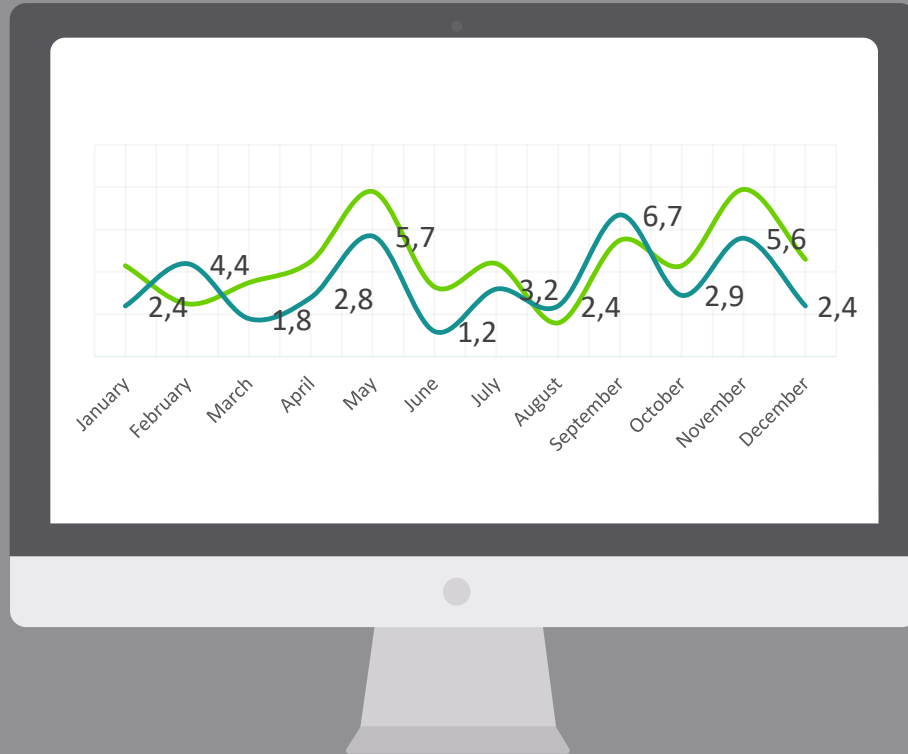 2,4
4,4
1,8
2,8
5,7
1,2
3,2
2,4
6,7
2,9
5,6
2,4
January
February
March
April
May
June
July
August
September
October
November
December